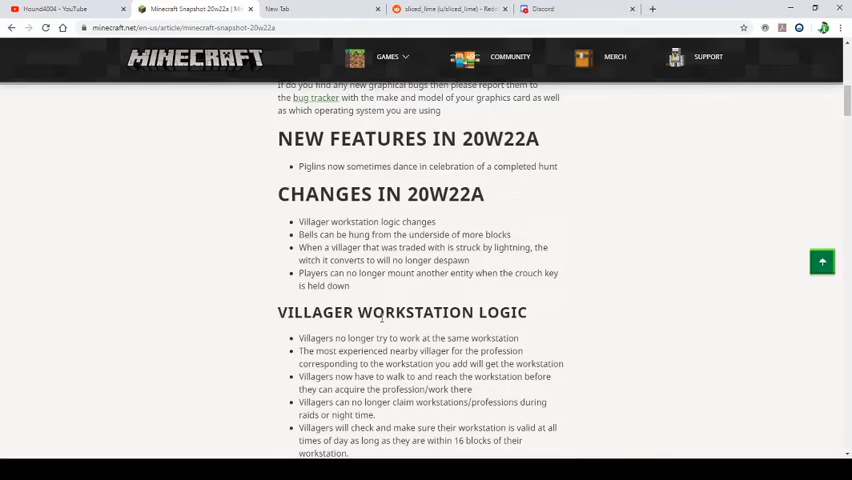 Hound4004 - YouTube
Minecraft Snapshot 20w22a | Mi
New Tab
sliced_lime (u/sliced_lime) - Red
Discord
minecraft.net/en-us/article/minecraft-snapshot-20w22a
MINECRAFT
GAMES
COMMUNITY
MERCH
SUPPORT
If do you find any new graphical bugs then please report them to
the bug tracker with the make and model of your graphics card as well
as which operating system you are using
NEW FEATURES IN 20W22A
Piglins now sometimes dance in celebration of a completed hunt
CHANGES IN 20W22A
Villager workstation logic changes
Bells can be hung from the underside of more blocks
When a villager that was traded with is struck by lightning, the
witch it converts to will no longer despawn
Players can no longer mount another entity when the crouch key
is held down
VILLAGER WORKSTATION LOGIC
Villagers no longer try to work at the same workstation
The most experienced nearby villager for the profession
corresponding to the workstation you add will get the workstation
Villagers now have to walk to and reach the workstation before
they can acquire the profession/work there
Villagers can no longer claim workstations/professions during
raids or night time.
Villagers will check and make sure their workstation is valid at all
times of day as long as they are within 16 blocks of their
workstation.